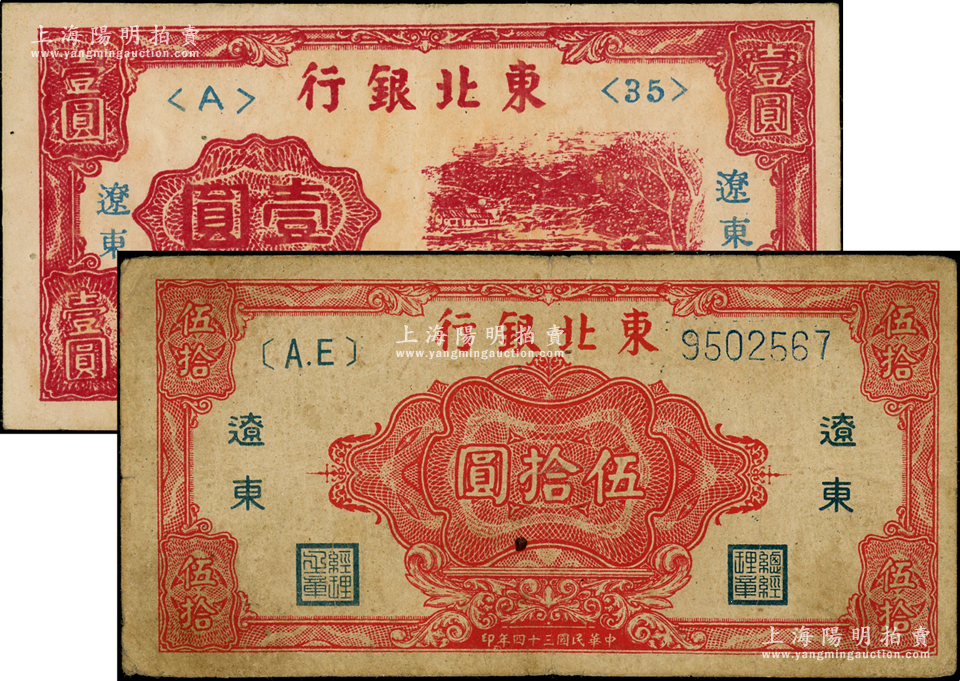 上海陽明拍賣
www.yangmingauction.com
行銀北東
<A>
<35>
壹圓
壹圓
遼東
遼東
圓壹
壹圓
行銀北東
上海陽明拍賣
www.yangmingauction.com
〔A.E〕
9502567
伍拾
伍拾
遼東
遼東
圓拾伍
伍拾
伍拾
經理之章
總經理章
印年四十三國民華中
上海陽明拍賣
www.yangmingauction.com